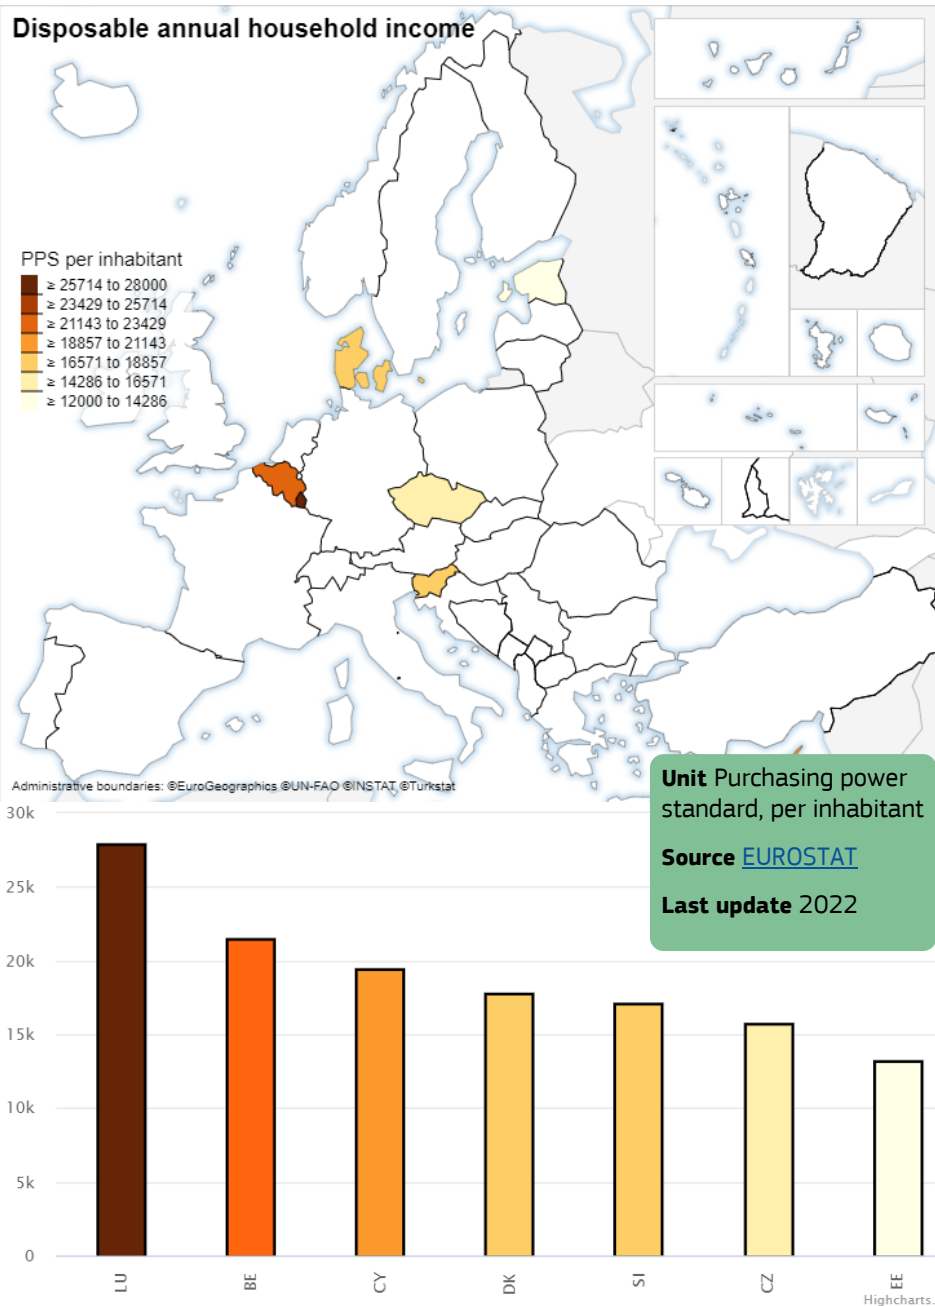 Disposable annual household income
PPS per inhabitant
≥ 25714 to 28000
≥ 23429 to 25714
≥ 21143 to 23429
≥ 18857 to 21143
≥ 16571 to 18857
≥ 14286 to 16571
≥ 12000 to 14286
Administrative boundaries: ©EuroGeographics ©UN-FAO ©INSTAT ©Turkstat
Unit Purchasing power
standard, per inhabitant
Source EUROSTAT
Last update 2022
30k
25k
20k
15k
10k
5k
0
LU
BE
CY
DK
SI
CZ
EE
Highcharts.